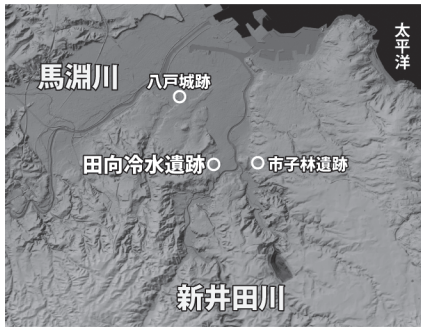 太平洋
馬淵川
八戸城跡
田向冷水遺跡
市子林遺跡
新井田川